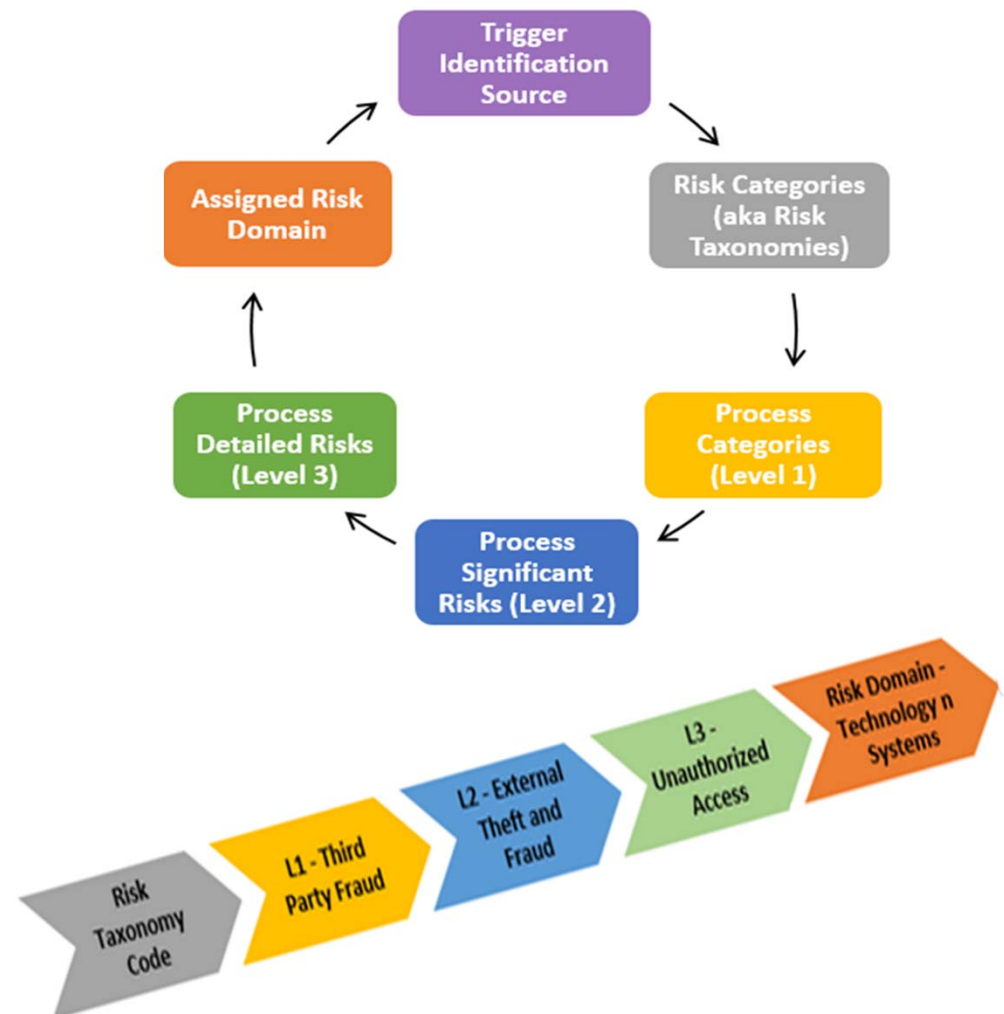 Trigger
Identification
Source
Risk Categories
(aka Risk
Taxonomies)
Process
Categories
(Level 1)
Process
Significant
Risks (Level 2)
Process
Detailed Risks
(Level 3)
Assigned Risk
Domain
Risk
Taxonomy
Code
L1 - Third
Party Fraud
L2 - External
Theft and
Fraud
L3 -
Unauthorized
Access
Risk Domain -
Technology n
Systems